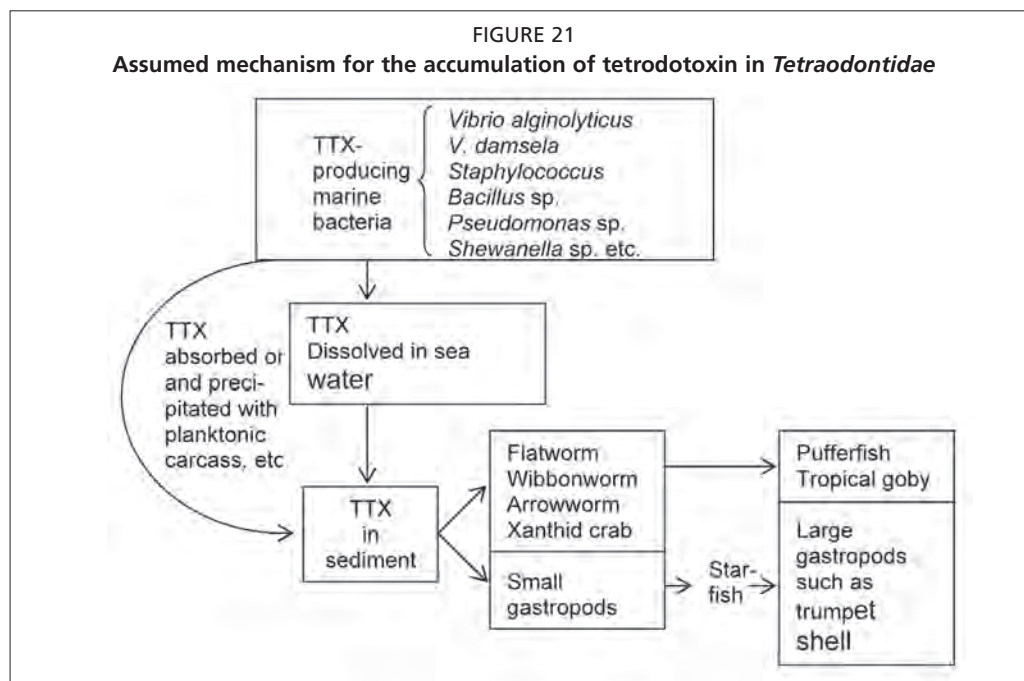 FIGURE 21
Assumed mechanism for the accumulation of tetrodotoxin in Tetraodontidae
TTX-
producing
marine
bacteria
Vibrio alginolyticus
V. damsela
Staphylococcus
Bacillus sp.
Pseudomonas sp.
Shewanella sp. etc.
TTX
absorbed or
and preci-
pitated with
planktonic
carcass, etc
TTX
Dissolved in sea
water
TTX
in
sediment
Flatworm
Wibbonworm
Arrowworm
Xanthid crab
Small
gastropods
Star-
fish
Pufferfish
Tropical goby
Large
gastropods
such as
trumpet
shell